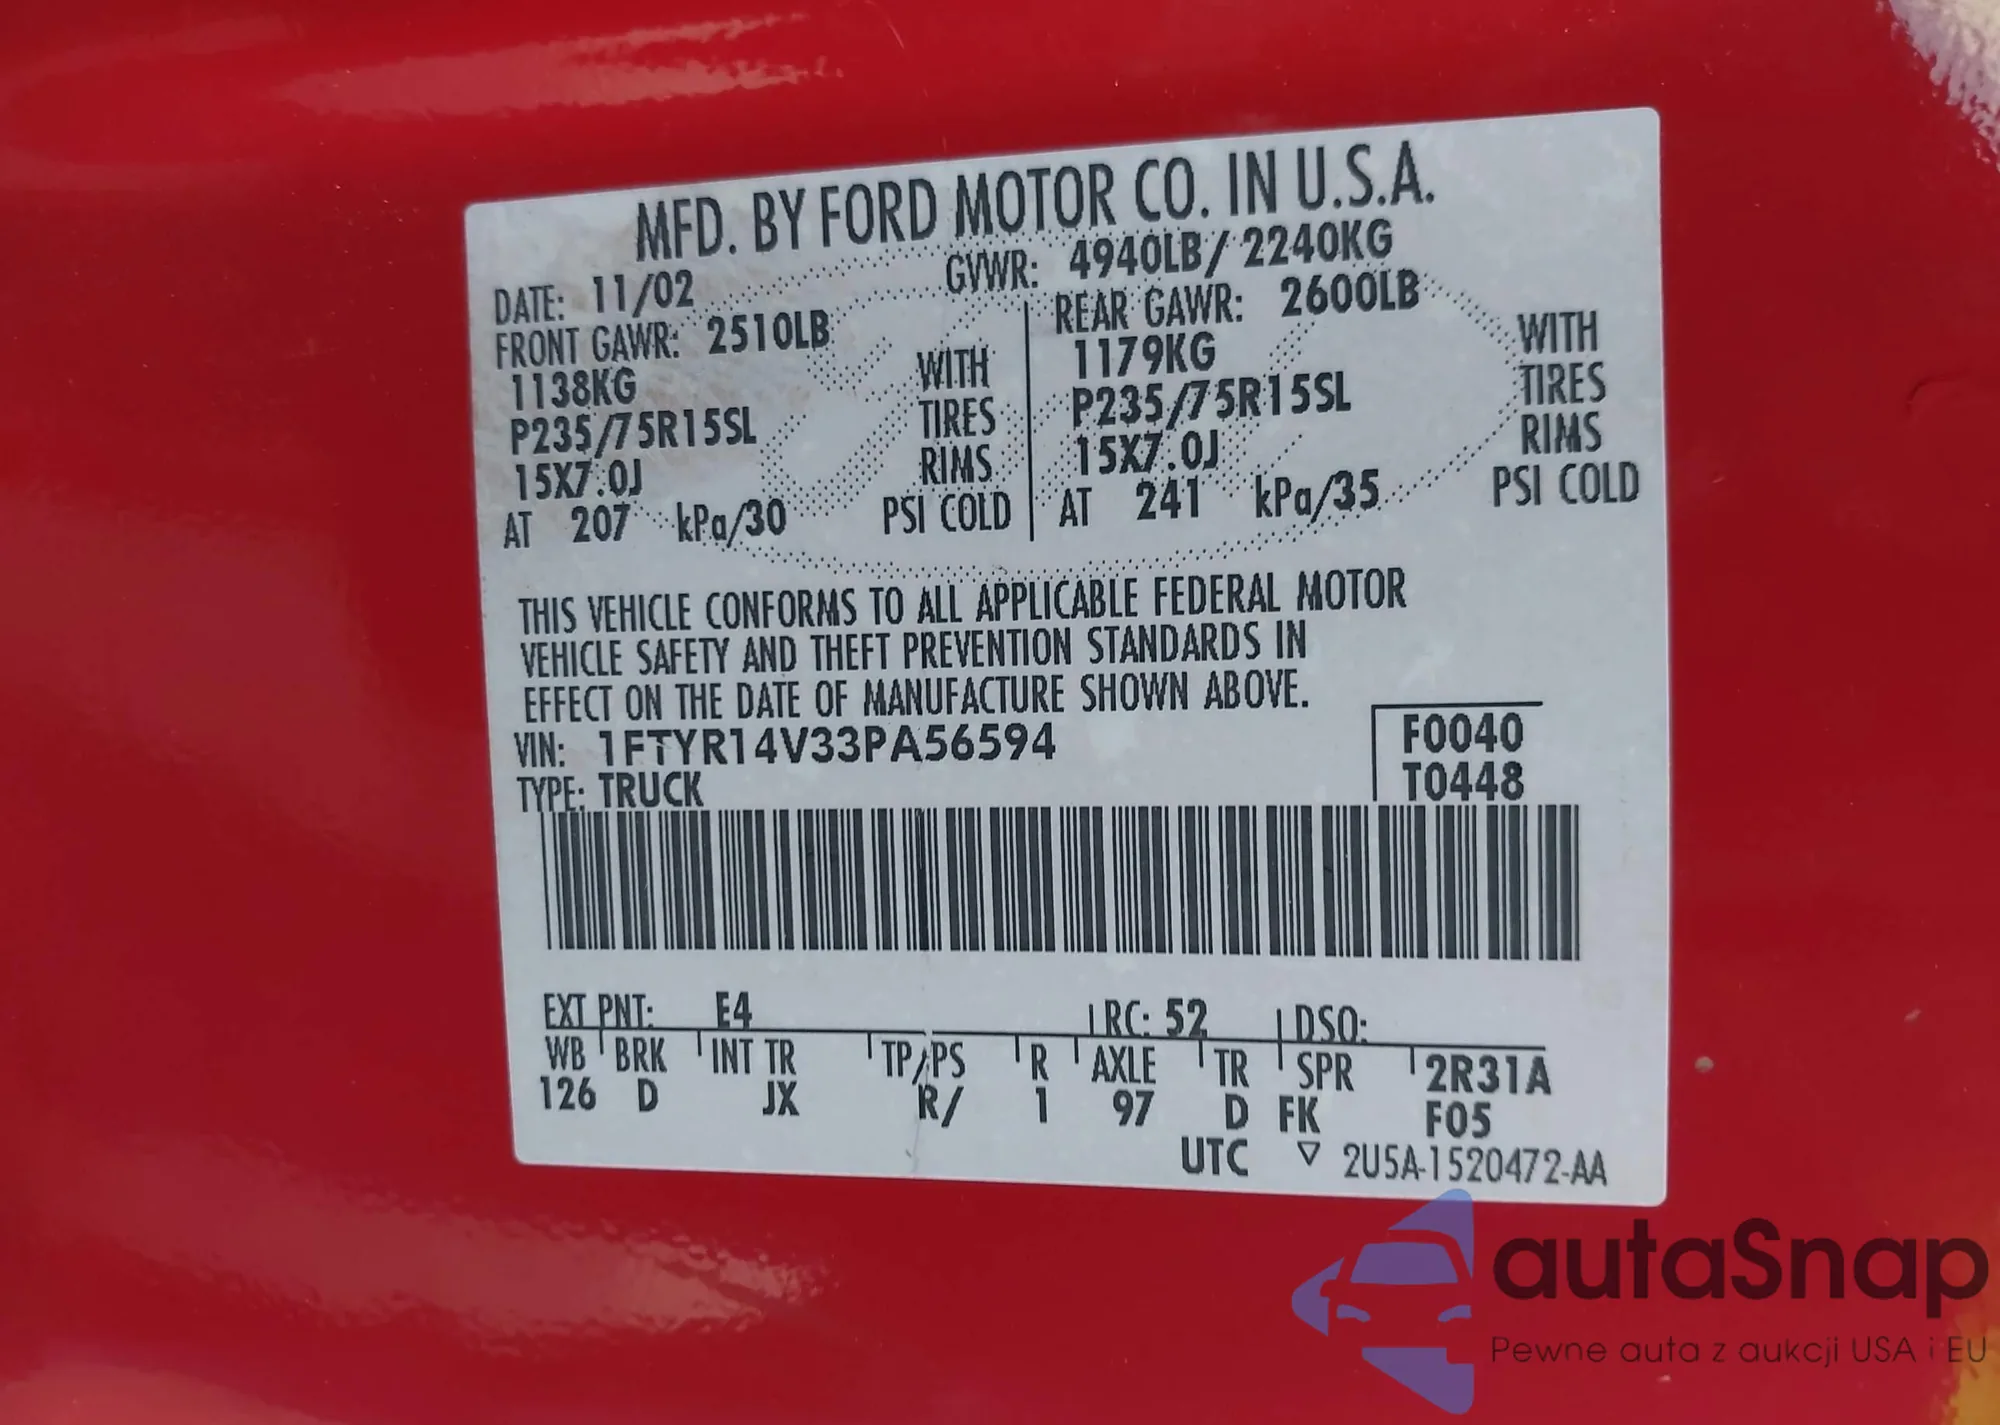 MFD. BY FORD MOTOR CO. IN U.S.A.
DATE: 11/02 GVWR: 4940LB/ 2240KG
FRONT GAWR: 2510LB REAR GAWR: 2600LB
1138KG WITH 1179KG WITH
P235/75R15SL TIRES P235/75R15SL TIRES
15X7.0J RIMS 15X7.0J RIMS
AT 207 kPa/30 PSI COLD AT 241 kPa/35 PSI COLD
THIS VEHICLE CONFORMS TO ALL APPLICABLE FEDERAL MOTOR
VEHICLE SAFETY AND THEFT PREVENTION STANDARDS IN
EFFECT ON THE DATE OF MANUFACTURE SHOWN ABOVE.
VIN: 1FTYR14V33PA56594 F0040
TYPE: TRUCK T0448
EXT PNT: E4 RC: 52 DSO:
WB BRK INT TR TP/PS R AXLE TR SPR 2R31A
126 D JX R/ 1 97 D FK F05
UTC ▽ 2U5A-1520472-AA
autaSnap
Pewne auta z aukcji USA i EU